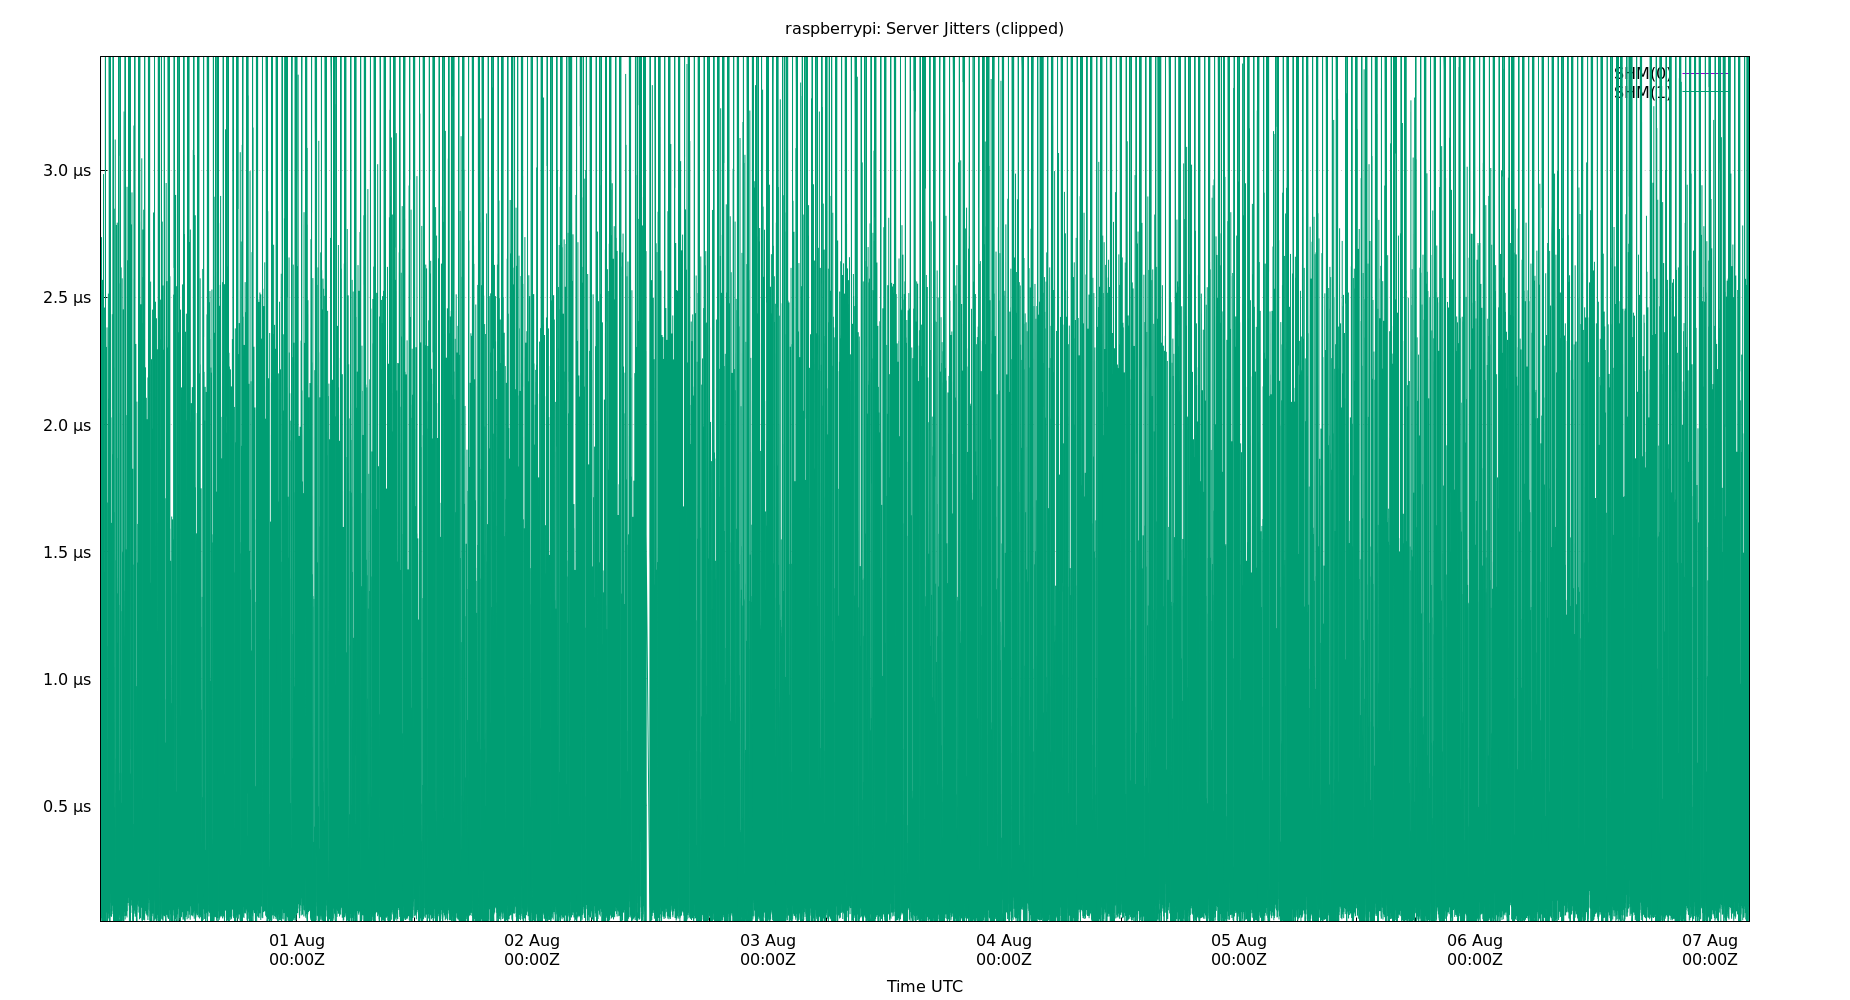 raspberrypi: Server Jitters (clipped)
SHM(0)
SHM(1)
3.0 µs
2.5 µs
2.0 µs
1.5 µs
1.0 µs
0.5 µs
01 Aug 02 Aug 03 Aug 04 Aug 05 Aug 06 Aug 07 Aug
00:00Z 00:00Z 00:00Z 00:00Z 00:00Z 00:00Z 00:00Z
Time UTC